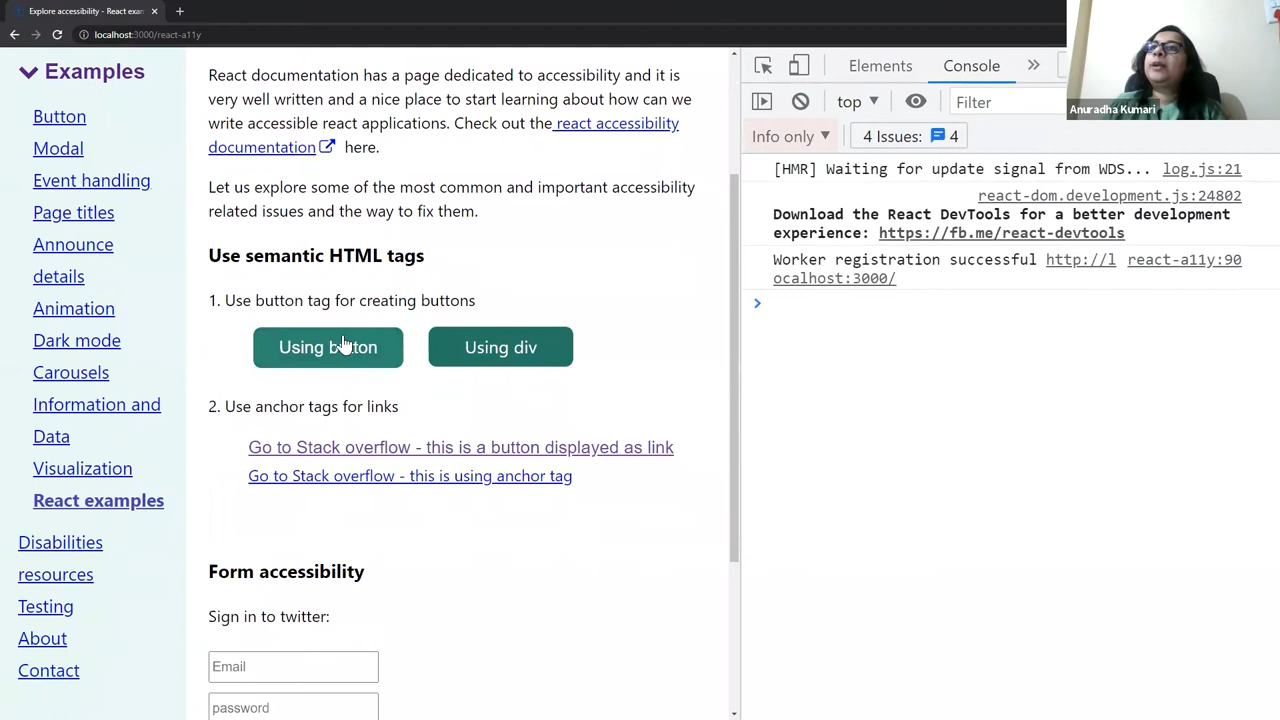 Explore accessibility - React exan
localhost:3000/react-a11y
Examples
Button
Modal
Event handling
Page titles
Announce
details
Animation
Dark mode
Carousels
Information and
Data
Visualization
React examples
Disabilities
resources
Testing
About
Contact
React documentation has a page dedicated to accessibility and it is
very well written and a nice place to start learning about how can we
write accessible react applications. Check out the react accessibility
documentation here.
Let us explore some of the most common and important accessibility
related issues and the way to fix them.
Use semantic HTML tags
1. Use button tag for creating buttons
Using button
Using div
2. Use anchor tags for links
Go to Stack overflow - this is a button displayed as link
Go to Stack overflow - this is using anchor tag
Form accessibility
Sign in to twitter:
Email
password
Elements
Console
top
Filter
Info only
4 Issues: 4
[HMR] Waiting for update signal from WDS... log.js:21
react-dom.development.js:24802
Download the React DevTools for a better development
experience: https://fb.me/react-devtools
Worker registration successful http://l react-a11y:90
ocalhost:3000/
Anuradha Kumari